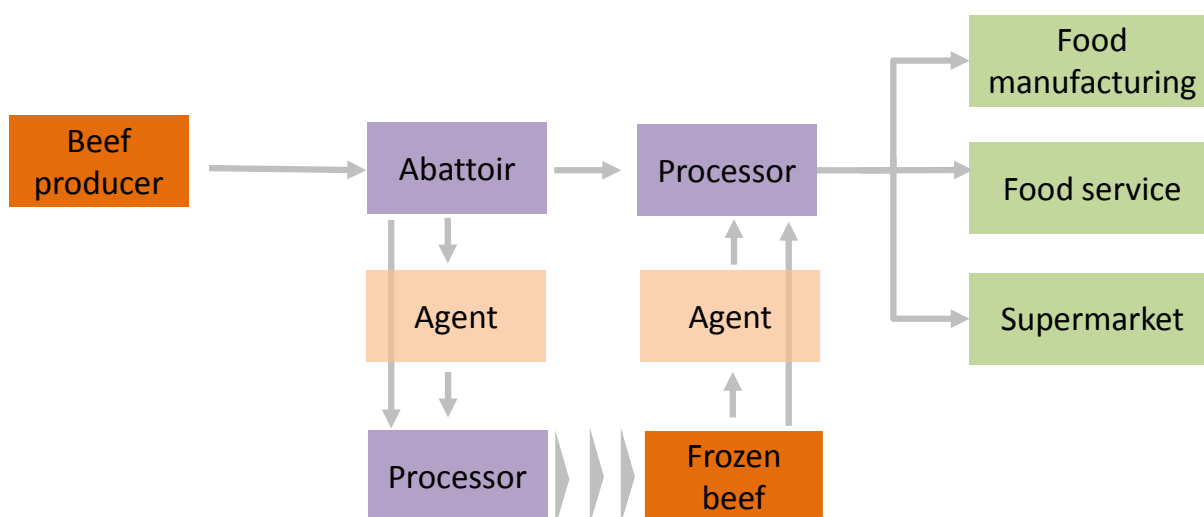 Food
manufacturing
Beef
producer
Abattoir
Processor
Food service
Agent
Agent
Supermarket
Processor
Frozen
beef